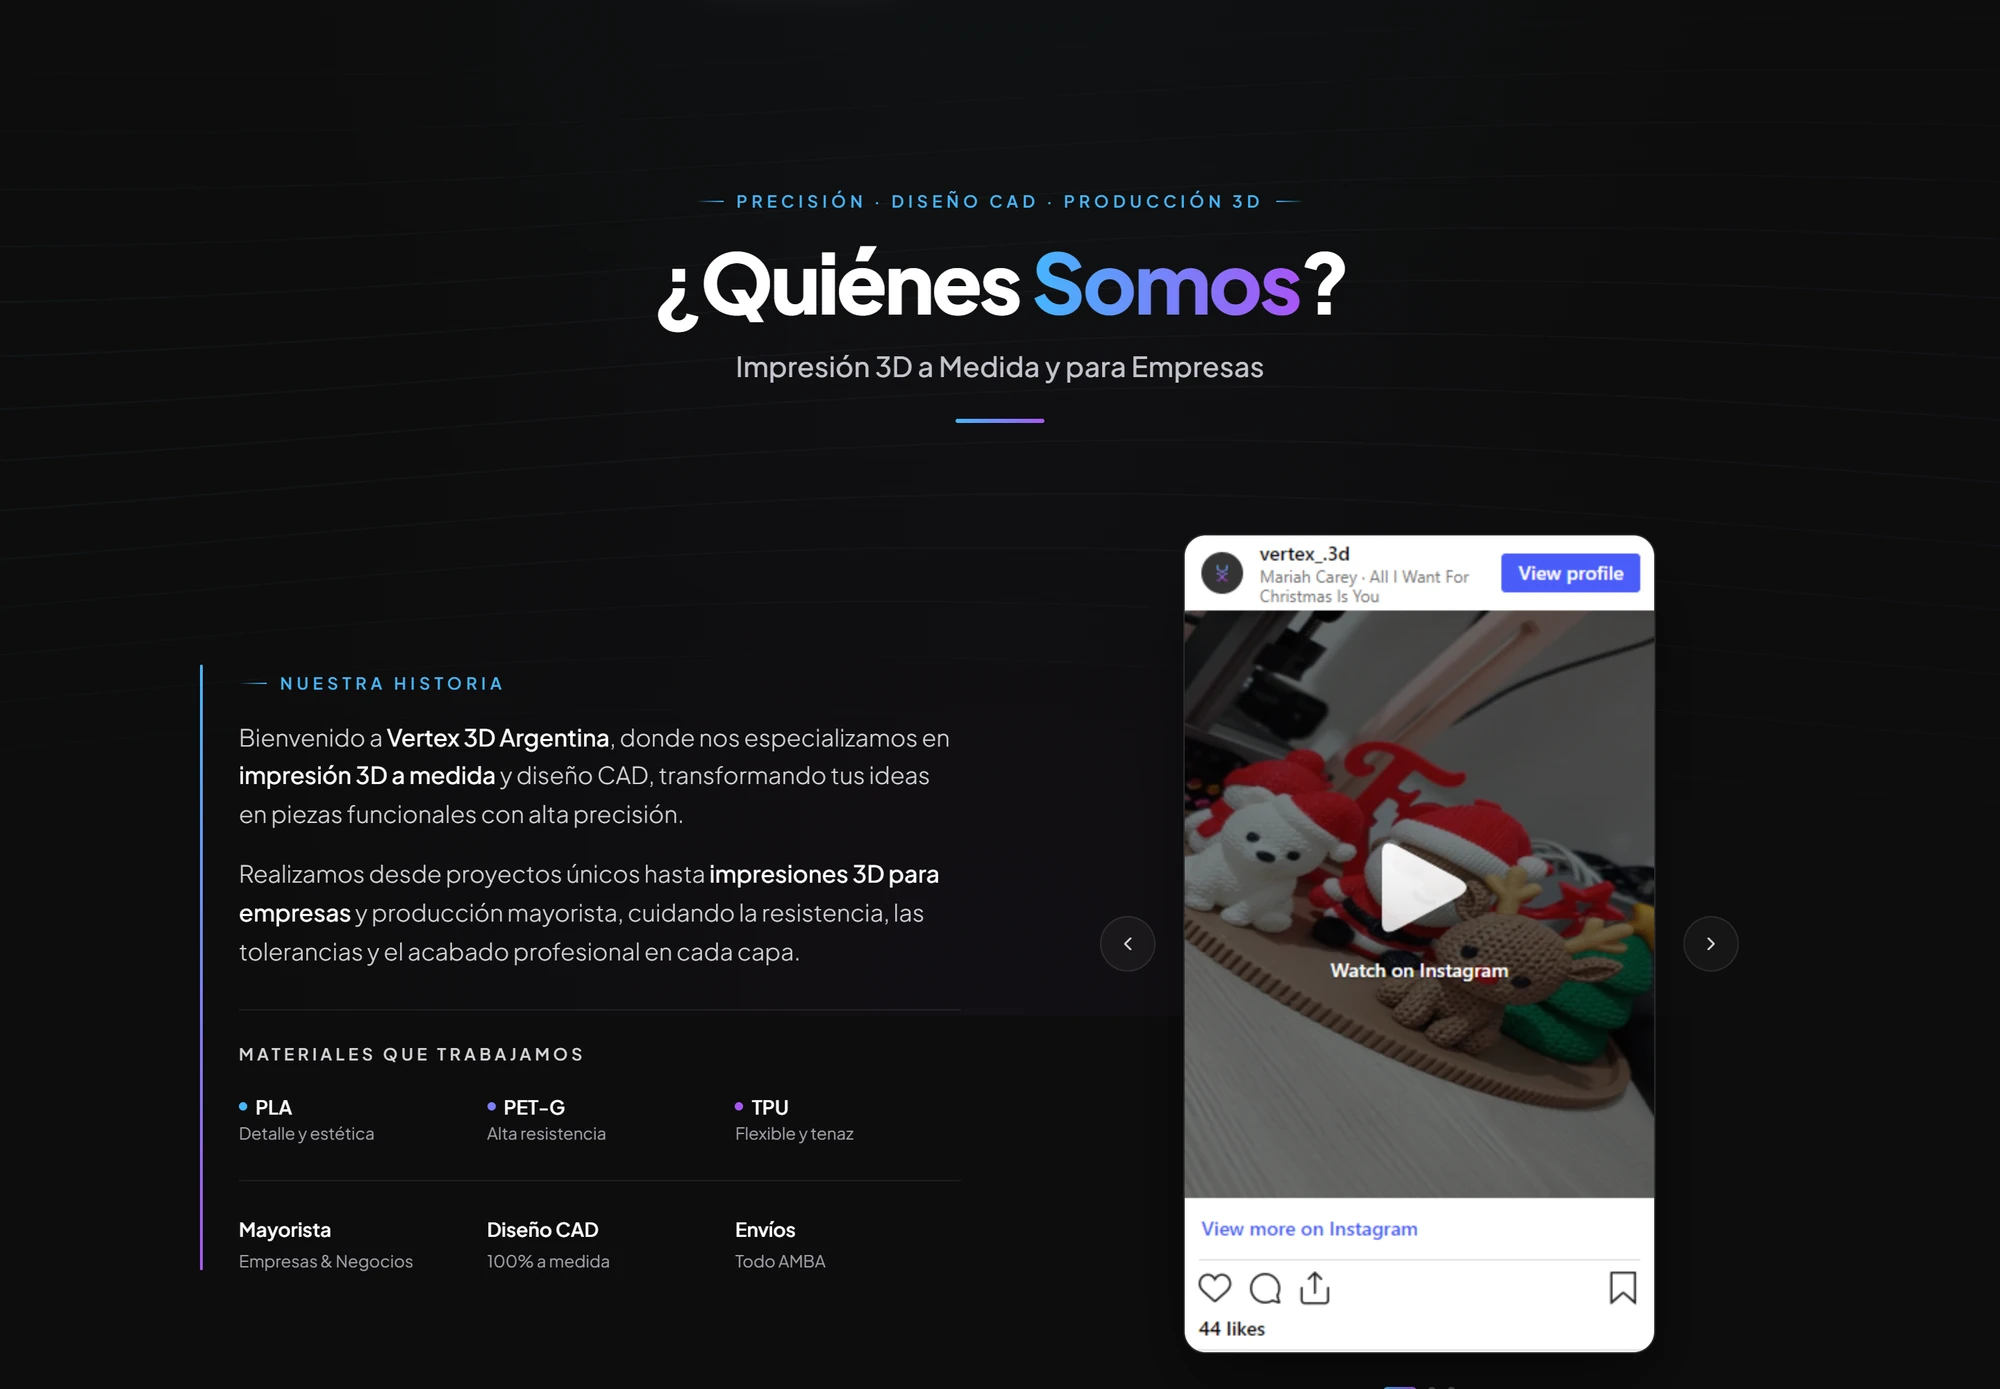 PRECISIÓN · DISEÑO CAD · PRODUCCIÓN 3D
¿Quiénes Somos?
Impresión 3D a Medida y para Empresas
NUESTRA HISTORIA
Bienvenido a Vertex 3D Argentina, donde nos especializamos en
impresión 3D a medida y diseño CAD, transformando tus ideas
en piezas funcionales con alta precisión.
Realizamos desde proyectos únicos hasta impresiones 3D para
empresas y producción mayorista, cuidando la resistencia, las
tolerancias y el acabado profesional en cada capa.
MATERIALES QUE TRABAJAMOS
PLA
Detalle y estética
PET-G
Alta resistencia
TPU
Flexible y tenaz
Mayorista
Empresas & Negocios
Diseño CAD
100% a medida
Envíos
Todo AMBA
vertex_.3d
Mariah Carey · All I Want For
Christmas Is You
View profile
Watch on Instagram
View more on Instagram
44 likes